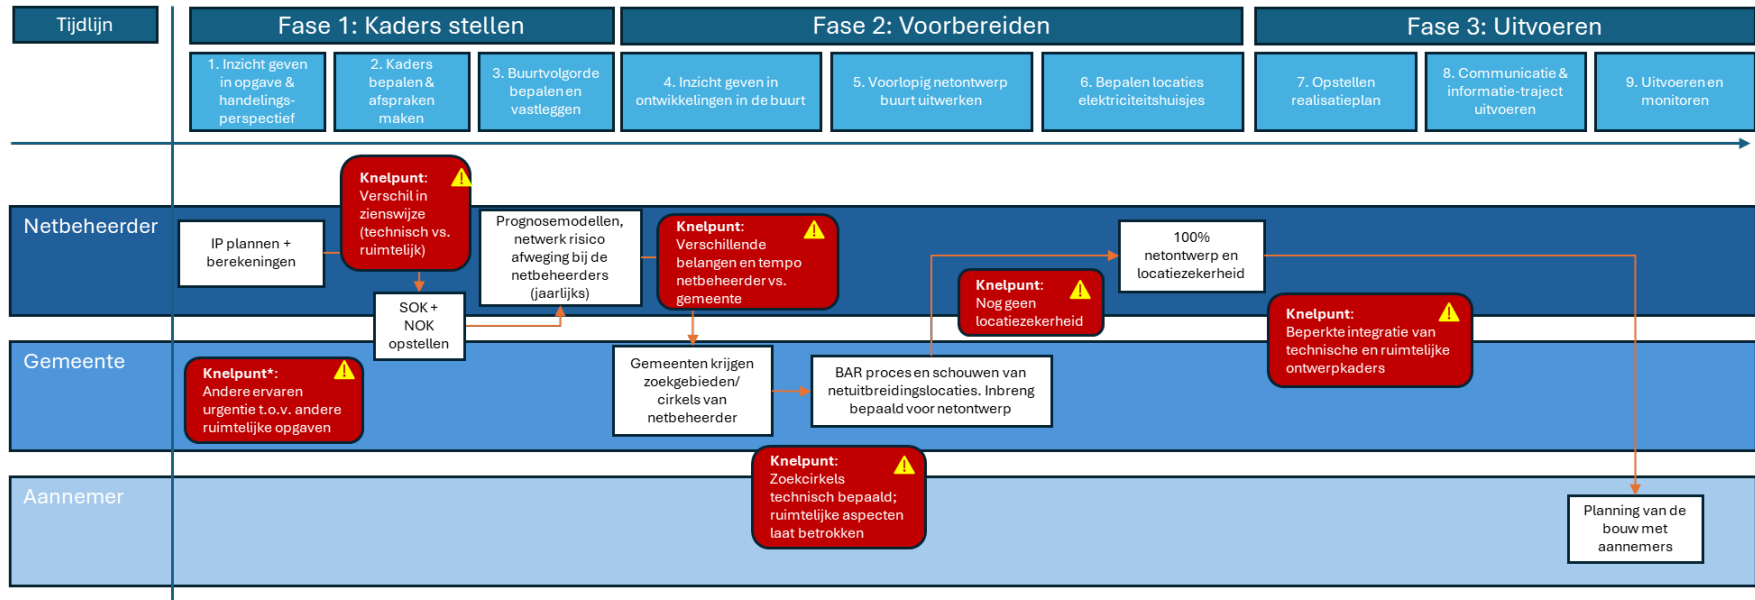 Tijdlijn
Fase 1: Kaders stellen
Fase 2: Voorbereiden
Fase 3: Uitvoeren
1. Inzicht geven
in opgave &
handelings-
perspectief
2. Kaders
bepalen &
afspraken
maken
3. Buurtvolgorde
bepalen en
vastleggen
4. Inzicht geven in
ontwikkelingen in de buurt
5. Voorlopig netontwerp
buurt uitwerken
6. Bepalen locaties
elektriciteitshuisjes
7. Opstellen
realisatieplan
8. Communicatie &
informatie-traject
uitvoeren
9. Uitvoeren en
monitoren
Netbeheerder
IP plannen +
berekeningen
Knelpunt:
Verschil in
zienswijze
(technisch vs.
ruimtelijk)
SOK +
NOK
opstellen
Prognosemodellen,
netwerk risico
afweging bij de
netbeheerders
(jaarlijks)
Knelpunt:
Verschillende
belangen en tempo
netbeheerder vs.
gemeente
Knelpunt:
Nog geen
locatiezekerheid
100%
netontwerp en
locatiezekerheid
Knelpunt:
Beperkte integratie van
technische en ruimtelijke
ontwerpkaders
Gemeente
Knelpunt*:
Andere ervaren
urgentie t.o.v. andere
ruimtelijke opgaven
Gemeenten krijgen
zoekgebieden/
cirkels van
netbeheerder
BAR proces en schouwen van
netuitbreidingslocaties. Inbreng
bepaald voor netontwerp
Knelpunt:
Zoekcirkels
technisch bepaald;
ruimtelijke aspecten
laat betrokken
Aannemer
Planning van de
bouw met
aannemers